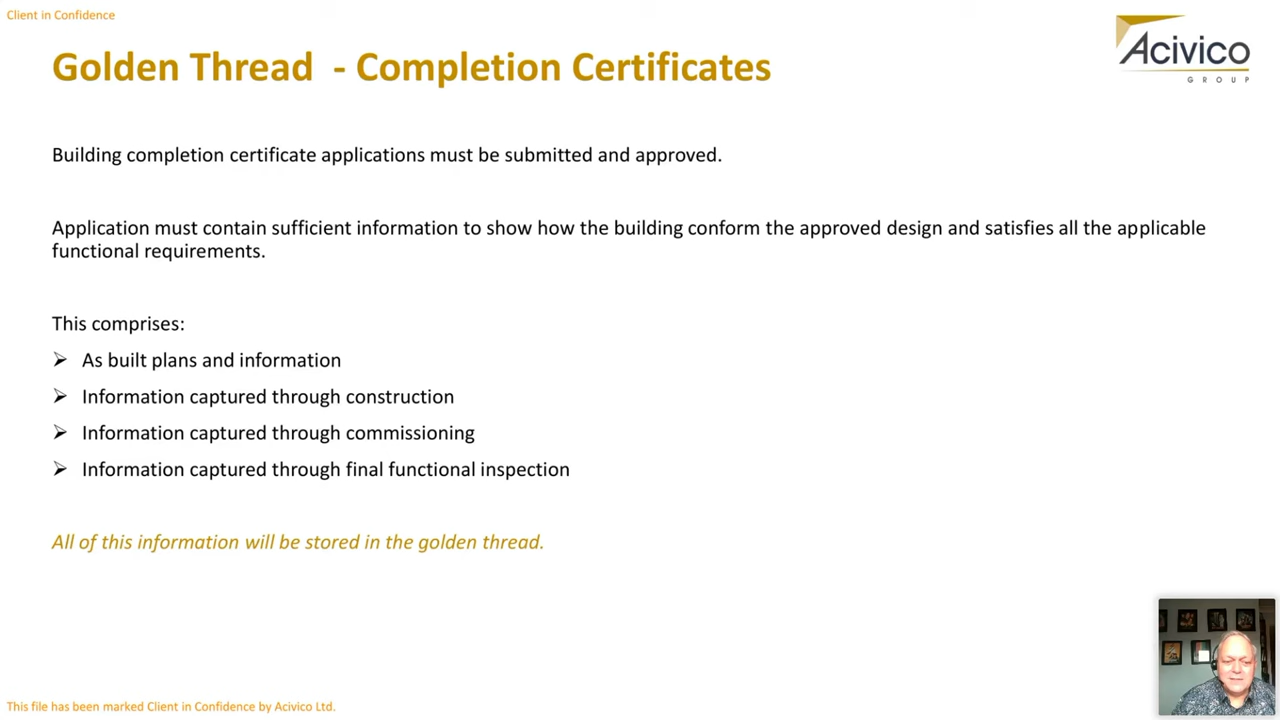 Client in Confidence
Golden Thread - Completion Certificates
Acivico
GROUP
Building completion certificate applications must be submitted and approved.
Application must contain sufficient information to show how the building conform the approved design and satisfies all the applicable
functional requirements.
This comprises:
As built plans and information
Information captured through construction
Information captured through commissioning
Information captured through final functional inspection
All of this information will be stored in the golden thread.
This file has been marked Client in Confidence by Acivico Ltd.